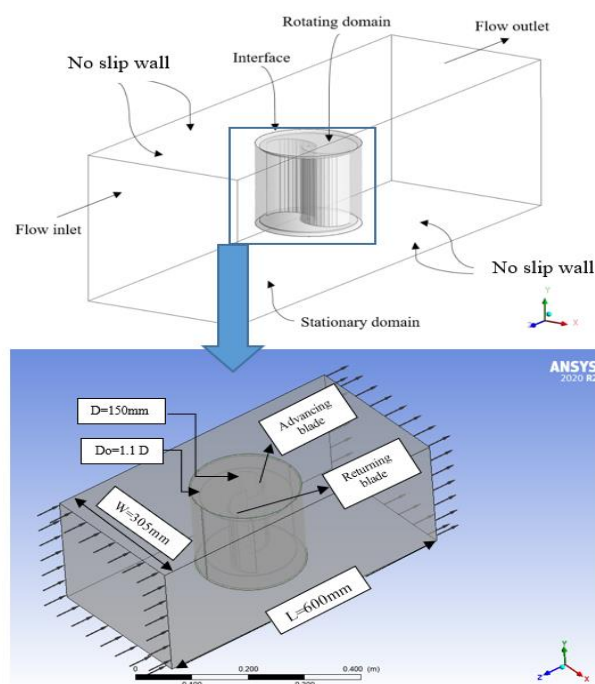 Rotating domain
Flow outlet
Interface
No slip wall
Flow inlet
No slip wall
Stationary domain
Y
X
ANSYS
2020 R2
D=150mm
Do=1.1 D
Advancing
blade
Returning
blade
W=305mm
L=600mm
0
0.200
0.400 (m)
Y
Z
X